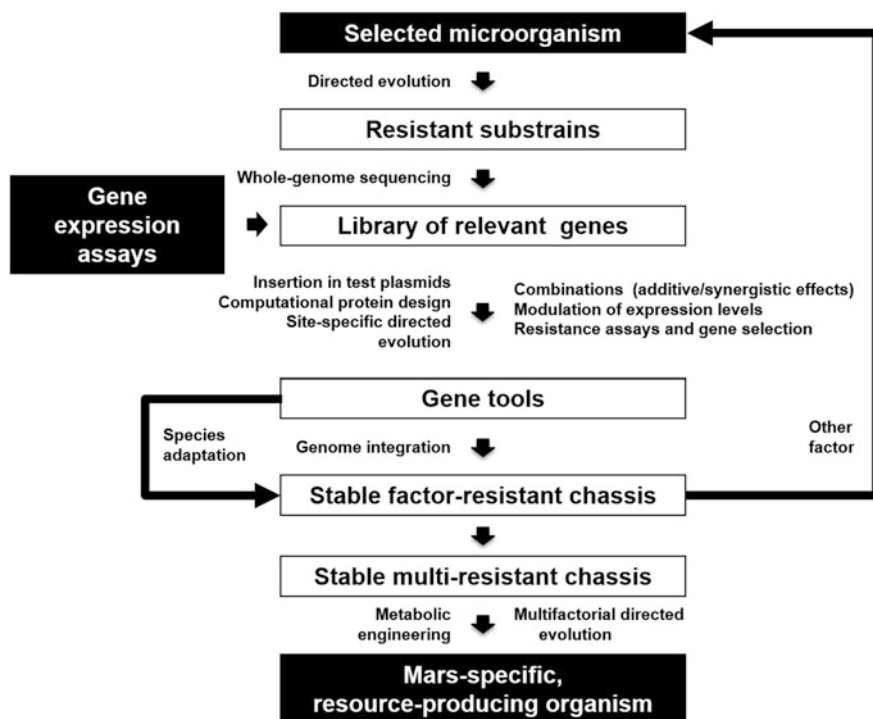 Selected microorganism
Directed evolution
Resistant substrains
Whole-genome sequencing
Gene
expression
assays
Library of relevant genes
Insertion in test plasmids
Computational protein design
Site-specific directed
evolution
Combinations (additive/synergistic effects)
Modulation of expression levels
Resistance assays and gene selection
Gene tools
Species
adaptation
Genome integration
Other
factor
Stable factor-resistant chassis
Stable multi-resistant chassis
Metabolic
engineering
Multifactorial directed
evolution
Mars-specific,
resource-producing organism